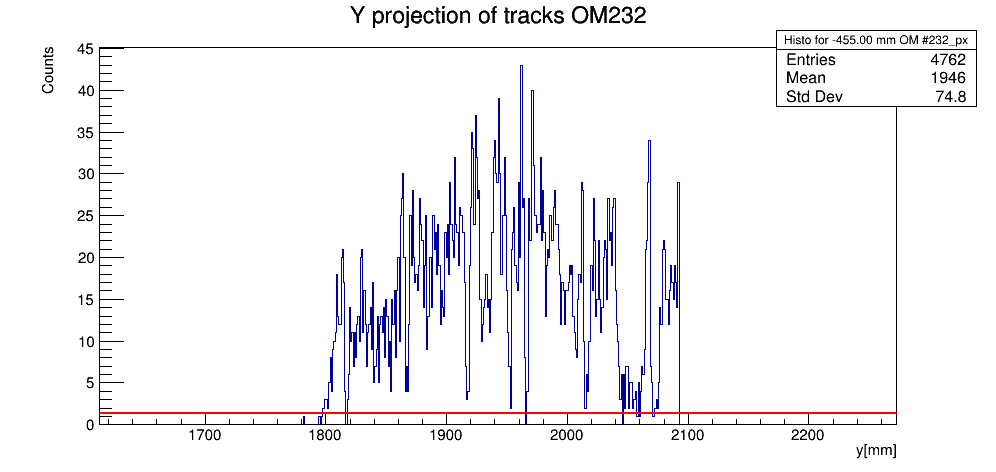 Y projection of tracks OM232
Histo for -455.00 mm OM #232_px
Entries 4762
Mean 1946
Std Dev 74.8
Counts
45
40
35
30
25
20
15
10
5
0
1700 1800 1900 2000 2100 2200
y[mm]